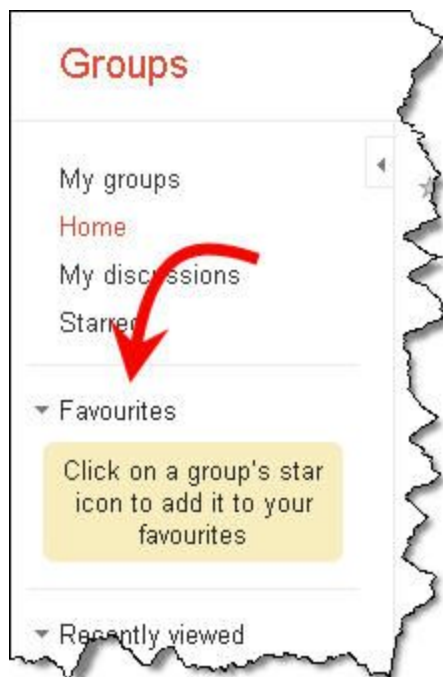 Groups
My groups
Home
My discussions
Starred
Favourites
Click on a group's star
icon to add it to your
favourites
Recently viewed